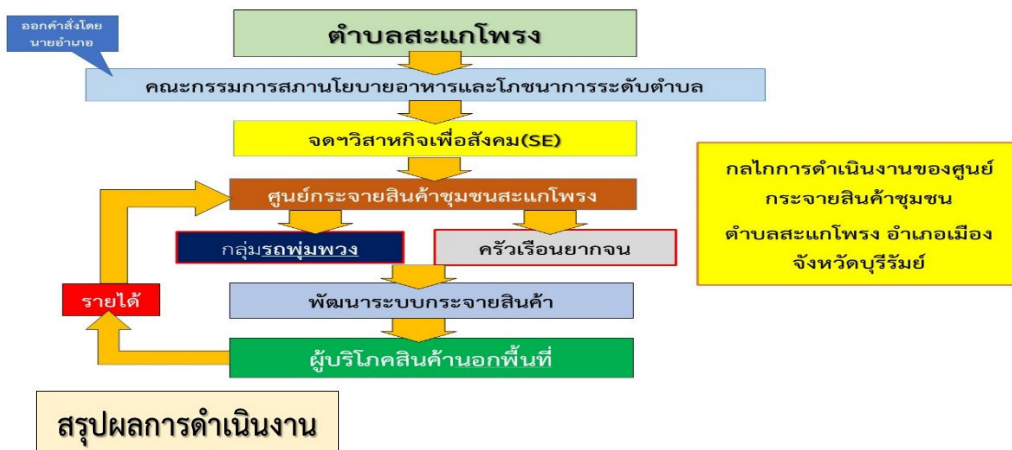 ออกคำสั่งโดย
นายอำเภอ
ตำบลสะแกโพรง
คณะกรรมการสภานโยบายอาหารและโภชนาการระดับตำบล
จดฯวิสาหกิจเพื่อสังคม(SE)
ศูนย์กระจายสินค้าชุมชนสะแกโพรง
กลุ่มรถพุ่มพวง
ครัวเรือนยากจน
พัฒนาระบบกระจายสินค้า
รายได้
ผู้บริโภคสินค้านอกพื้นที่
กลไกการดำเนินงานของศูนย์
กระจายสินค้าชุมชน
ตำบลสะแกโพรง อำเภอเมือง
จังหวัดบุรีรัมย์
สรุปผลการดำเนินงาน